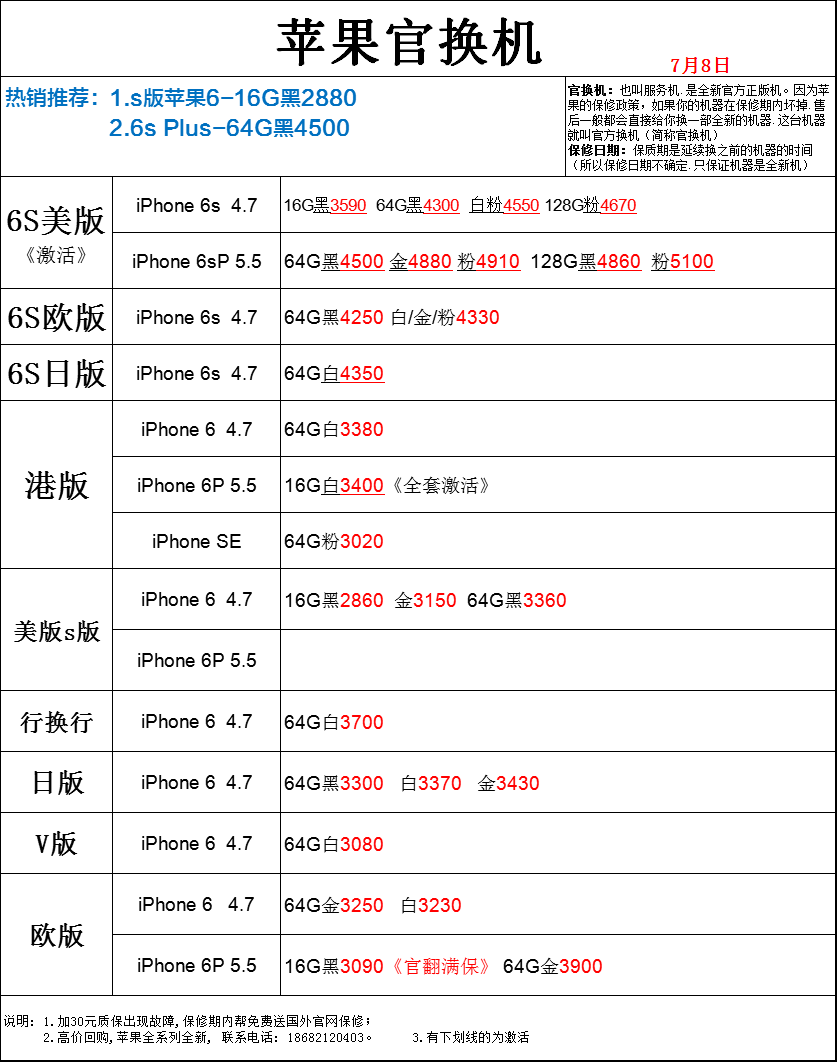 苹果官换机
7月8日
热销推荐：1.s版苹果6-16G黑2880
2.6s Plus-64G黑4500
官换机：也叫服务机.是全新官方正版机。因为苹
果的保修政策，如果你的机器在保修期内坏掉.售
后一般都会直接给你换一部全新的机器.这台机器
就叫官方换机（简称官换机）
保修日期：保质期是延续换之前的机器的时间
（所以保修日期不确定.只保证机器是全新机）
6S美版
《激活》
iPhone 6s 4.7
16G黑3590 64G黑4300 白粉4550 128G粉4670
iPhone 6sP 5.5
64G黑4500 金4880 粉4910 128G黑4860 粉5100
6S欧版
iPhone 6s 4.7
64G黑4250 白/金/粉4330
6S日版
iPhone 6s 4.7
64G白4350
港版
iPhone 6 4.7
64G白3380
iPhone 6P 5.5
16G白3400《全套激活》
iPhone SE
64G粉3020
美版s版
iPhone 6 4.7
16G黑2860 金3150 64G黑3360
iPhone 6P 5.5
行换行
iPhone 6 4.7
64G白3700
日版
iPhone 6 4.7
64G黑3300 白3370 金3430
V版
iPhone 6 4.7
64G白3080
欧版
iPhone 6 4.7
64G金3250 白3230
iPhone 6P 5.5
16G黑3090《官翻满保》 64G金3900
说明：1.加30元质保出现故障,保修期内帮免费送国外官网保修；
2.高价回购,苹果全系列全新, 联系电话：18682120403。 3.有下划线的为激活